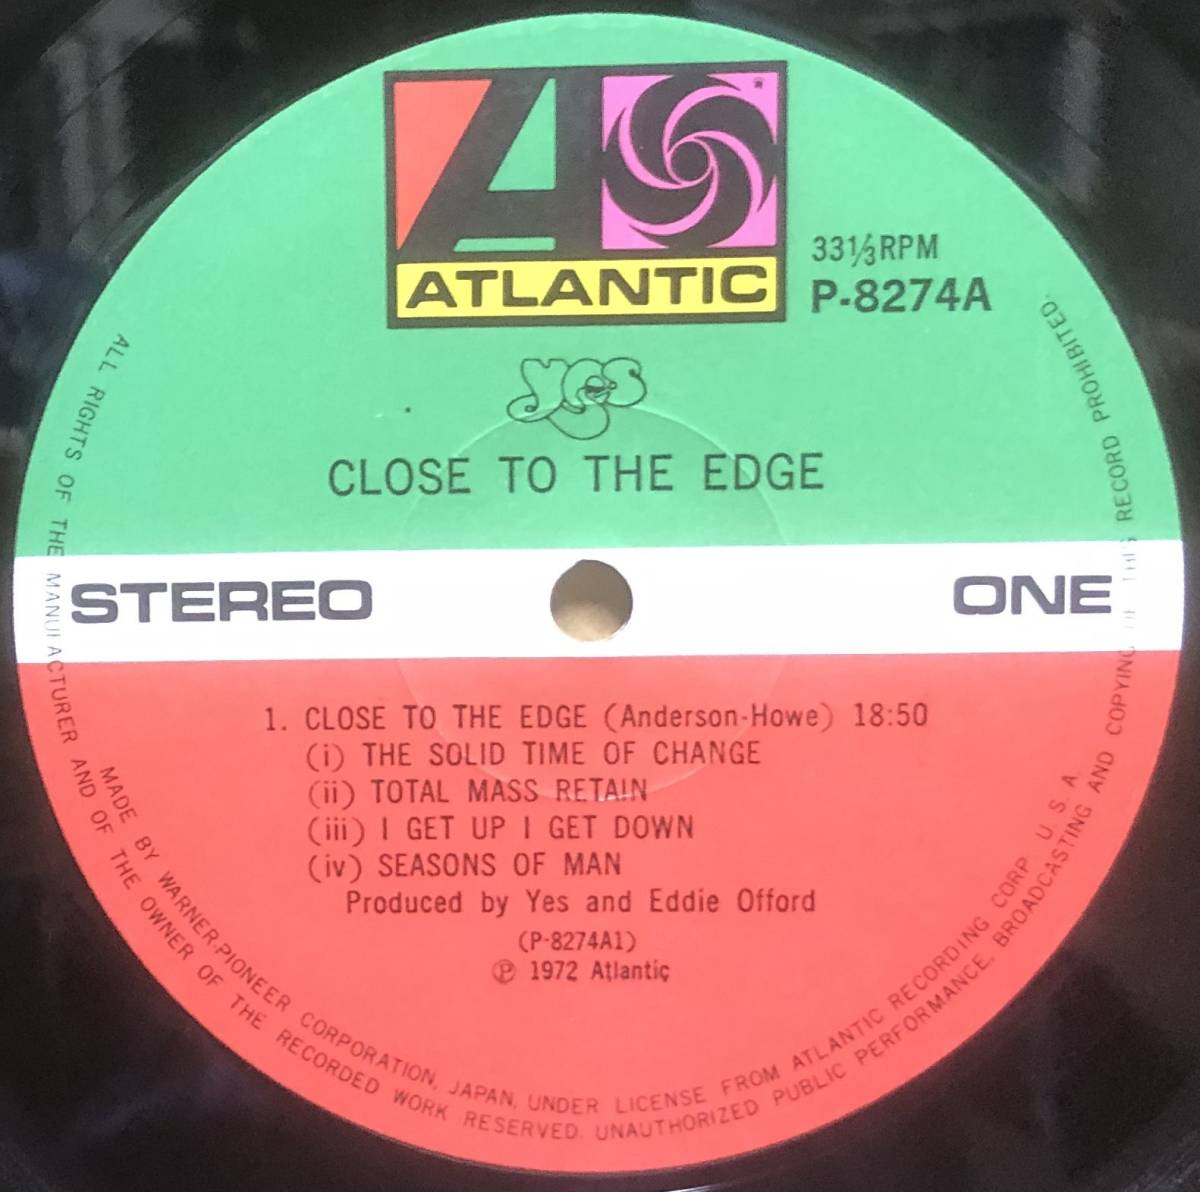 ATLANTIC
33⅓RPM
P-8274A
yes
CLOSE TO THE EDGE
STEREO
ONE
1. CLOSE TO THE EDGE (Anderson-Howe) 18:50
(i) THE SOLID TIME OF CHANGE
(ii) TOTAL MASS RETAIN
(iii) I GET UP I GET DOWN
(iv) SEASONS OF MAN
Produced by Yes and Eddie Offord
(P-8274A1)
℗ 1972 Atlantic
MADE BY WARNER-PIONEER CORPORATION, JAPAN, UNDER LICENSE FROM ATLANTIC RECORDING CORP. U. S. A.
ALL RIGHTS OF THE MANUFACTURER AND OF THE OWNER OF THE RECORDED WORK RESERVED. UNAUTHORIZED PUBLIC PERFORMANCE, BROADCASTING AND COPYING OF THIS RECORD PROHIBITED.